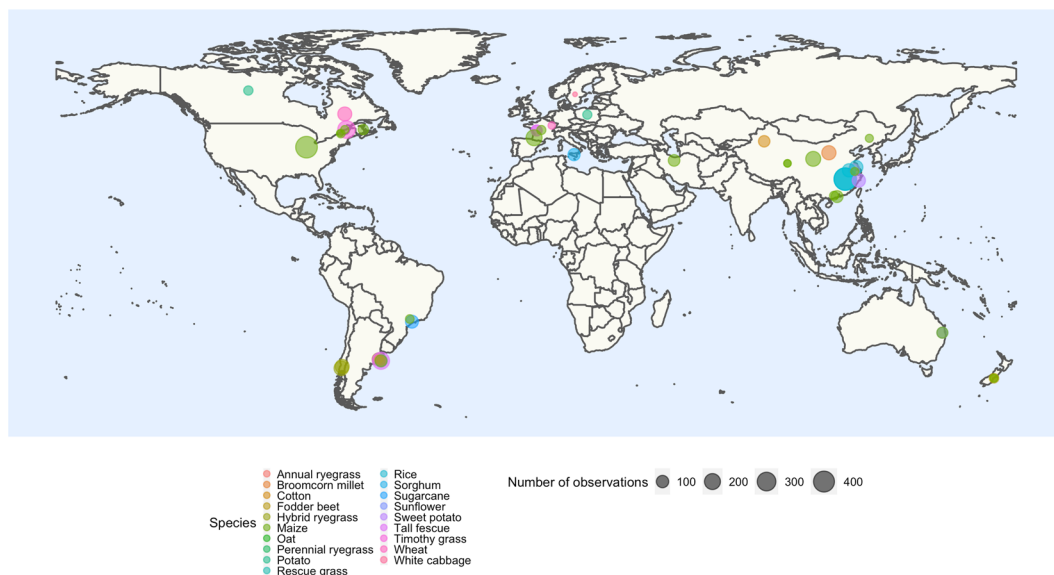 Species
Annual ryegrass
Broomcorn millet
Cotton
Fodder beet
Hybrid ryegrass
Maize
Oat
Perennial ryegrass
Potato
Rescue grass
Rice
Sorghum
Sugarcane
Sunflower
Sweet potato
Tall fescue
Timothy grass
Wheat
White cabbage
Number of observations 100 200 300 400